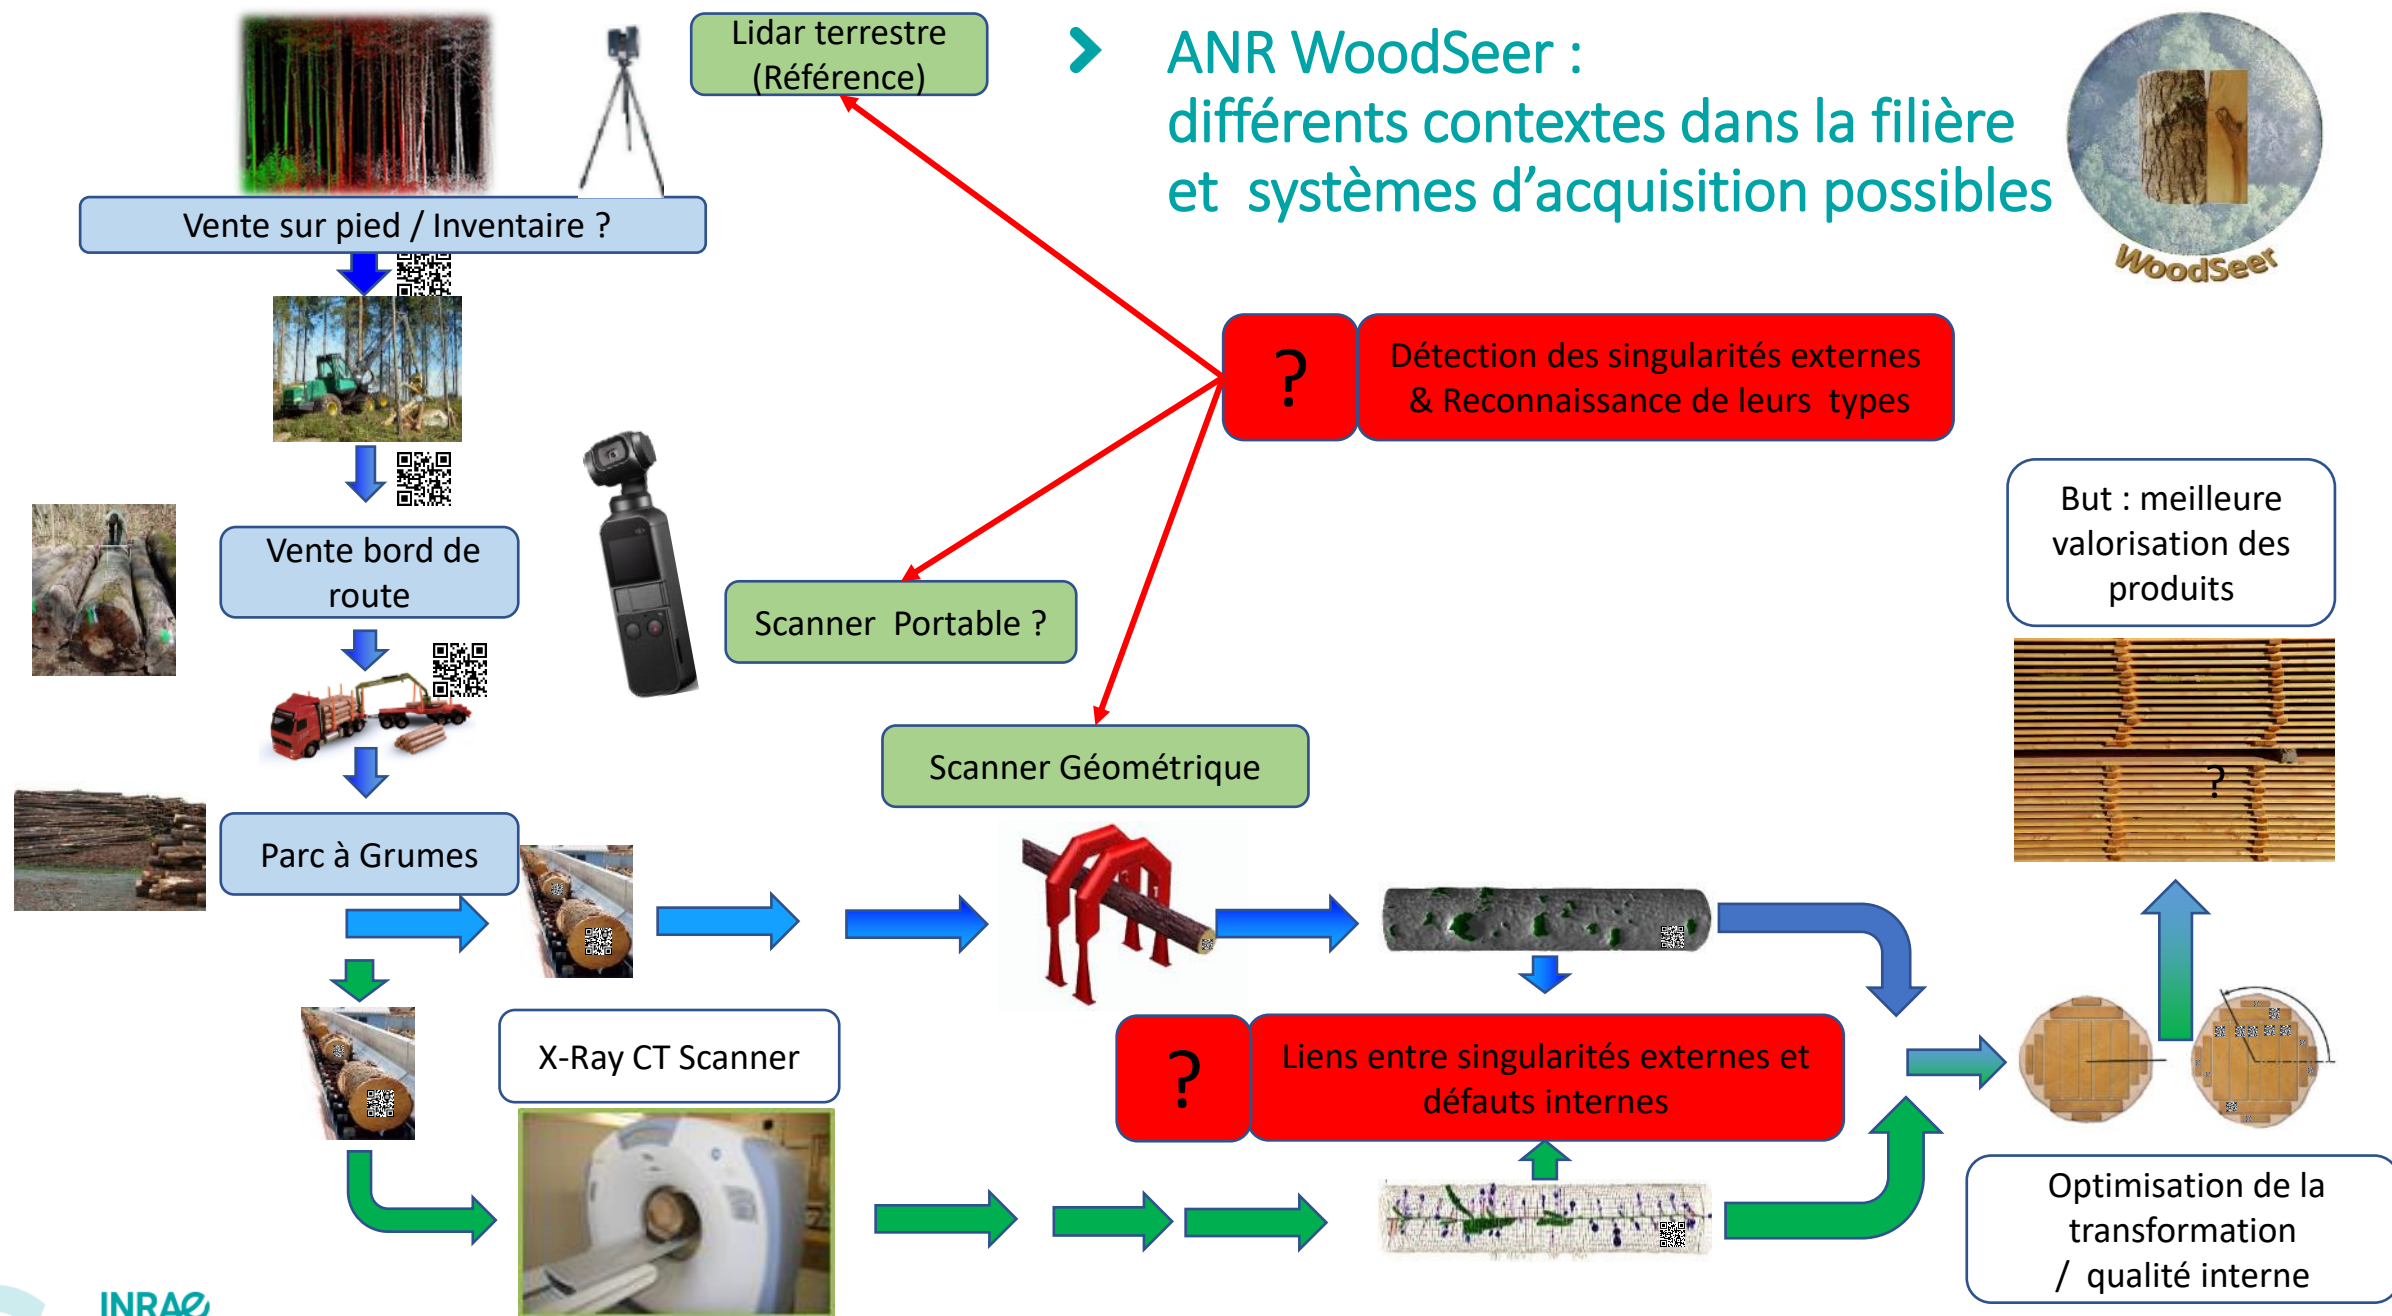 Lidar terrestre
(Référence)
ANR WoodSeer :
différents contextes dans la filière
et systèmes d’acquisition possibles
WoodSeer
Vente sur pied / Inventaire ?
?
Détection des singularités externes
& Reconnaissance de leurs types
But : meilleure
valorisation des
produits
Vente bord de
route
Scanner Portable ?
Scanner Géométrique
?
Parc à Grumes
X-Ray CT Scanner
?
Liens entre singularités externes et
défauts internes
Optimisation de la
transformation
/ qualité interne
INRAE